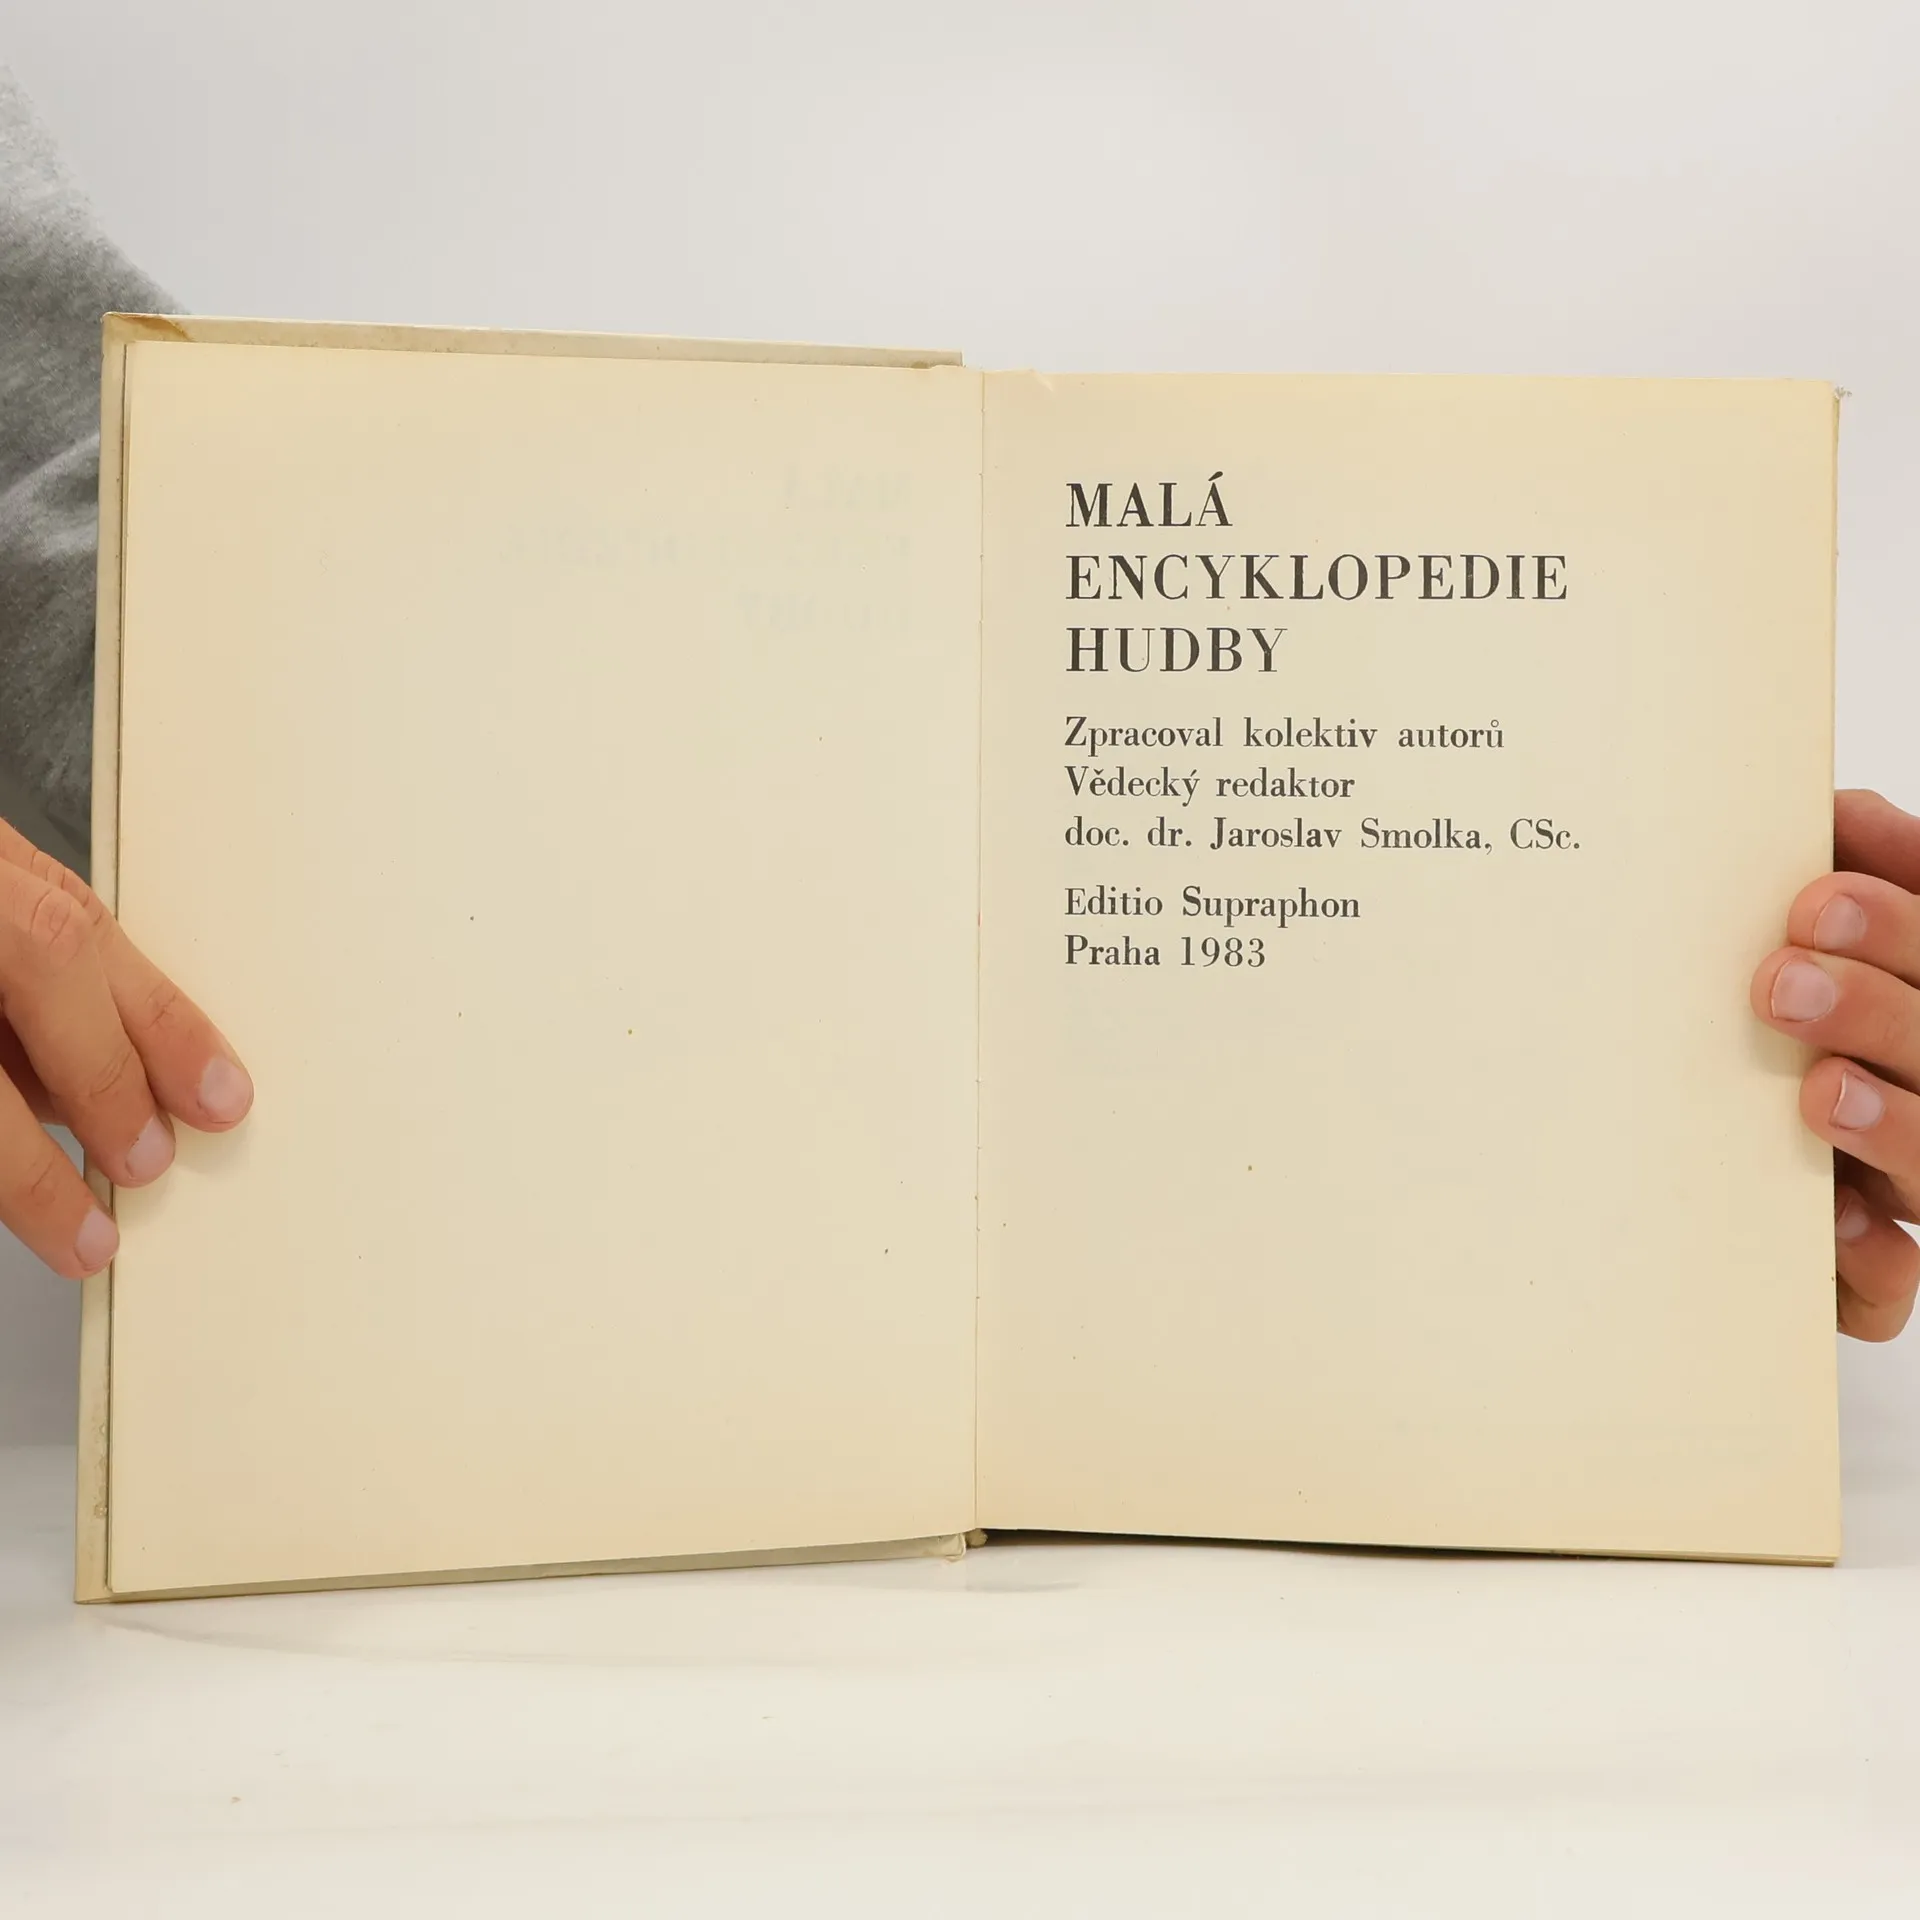 MALÁ
ENCYKLOPEDIE
HUDBY
Zpracoval kolektiv autorů
Vědecký redaktor
doc. dr. Jaroslav Smolka, CSc.
Editio Supraphon
Praha 1983